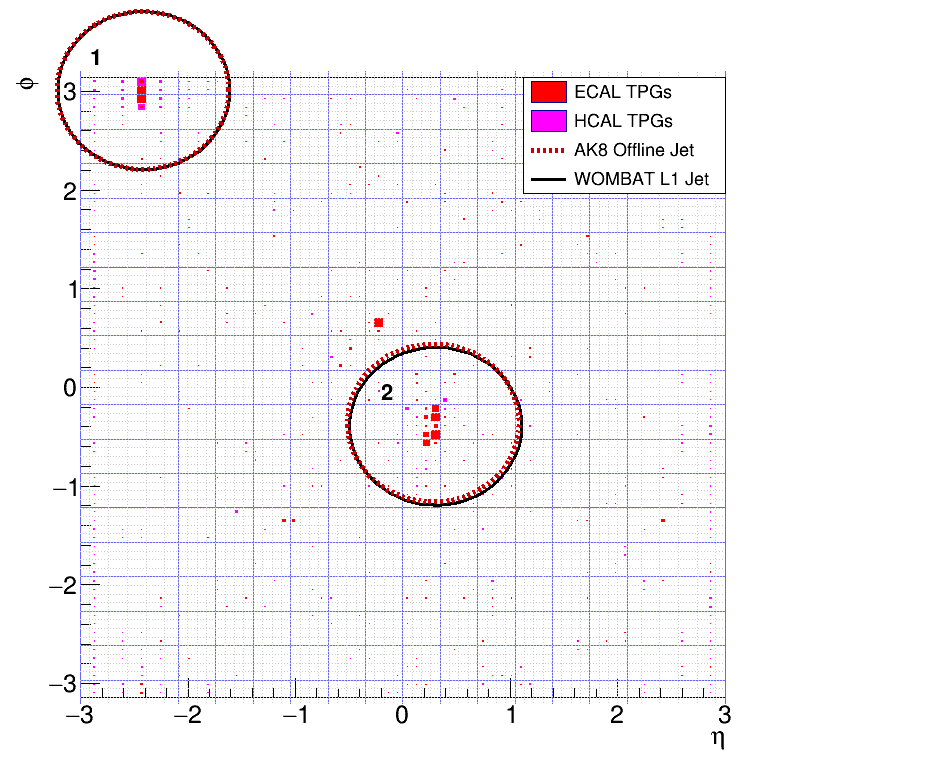 1
ϕ
3
ECAL TPGs
HCAL TPGs
AK8 Offline Jet
WOMBAT L1 Jet
2
1
0
2
−1
−2
−3
−3 −2 −1 0 1 2 3
η